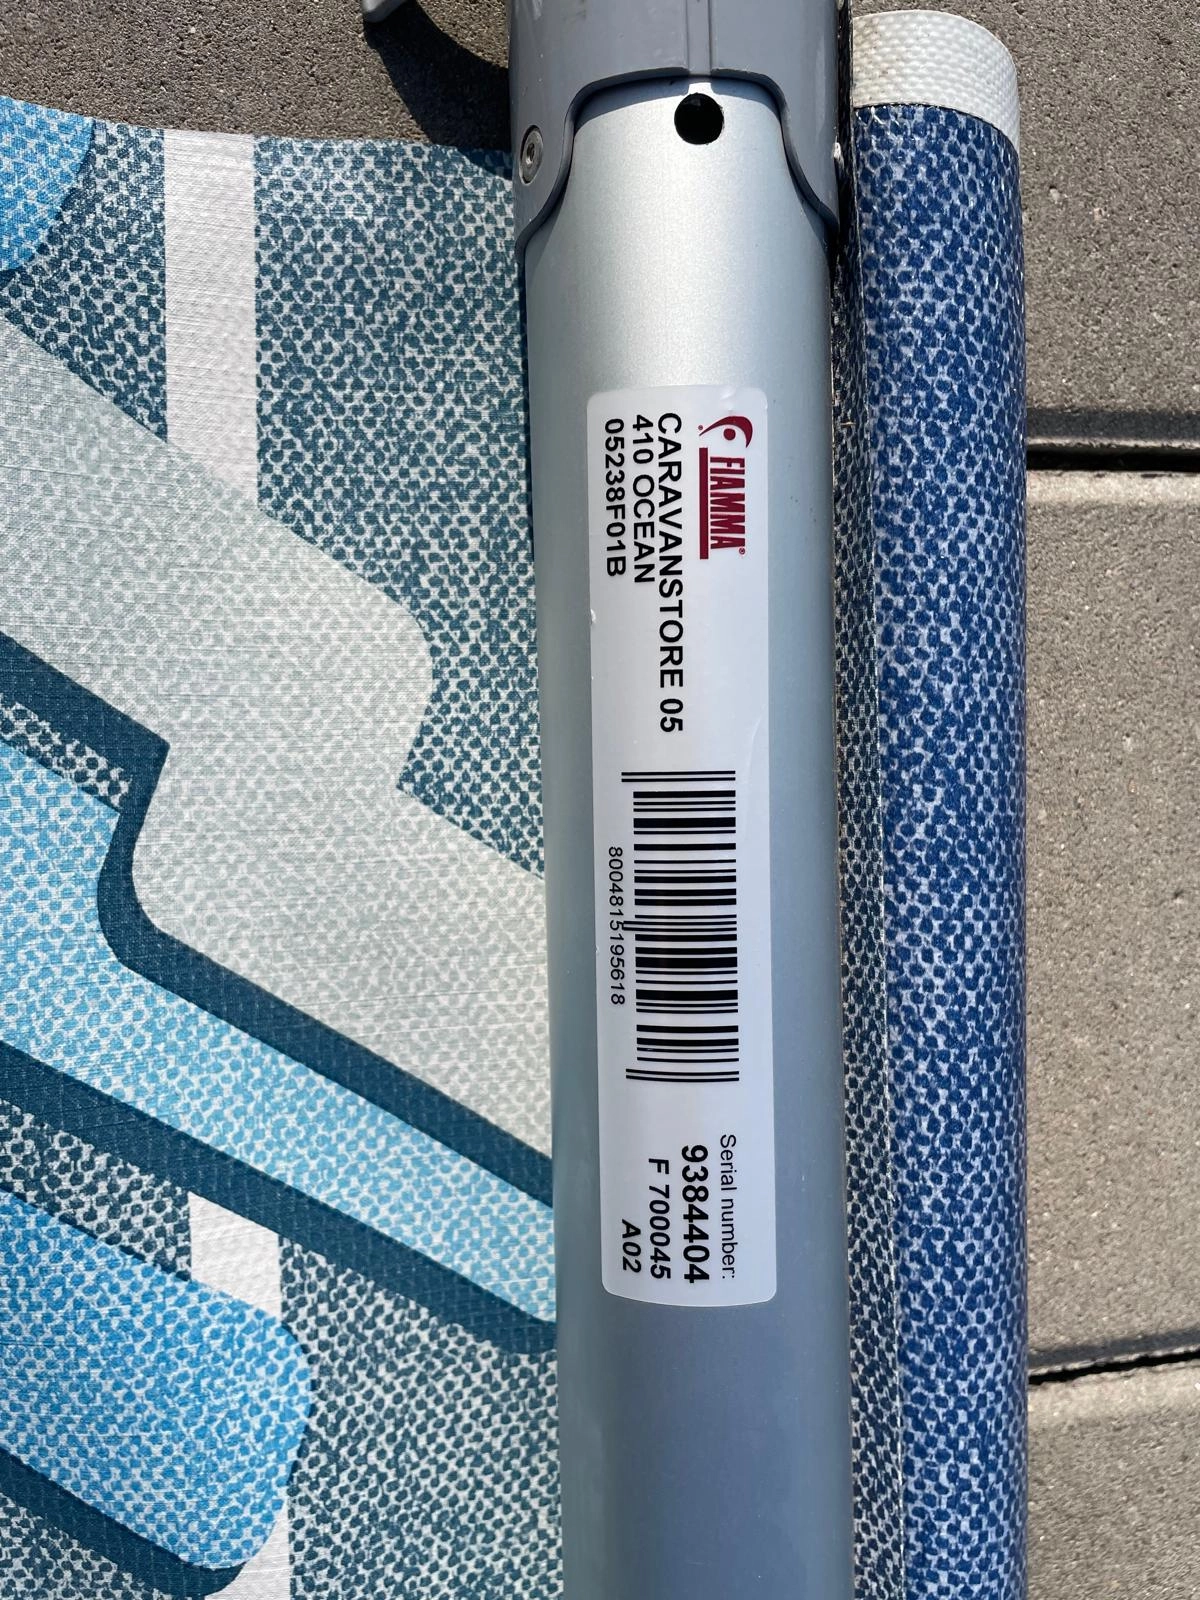 FIAMMA®
CARAVANSTORE 05
410 OCEAN
05238F01B
8004815195618
Serial number:
9384404
F 700045
A02